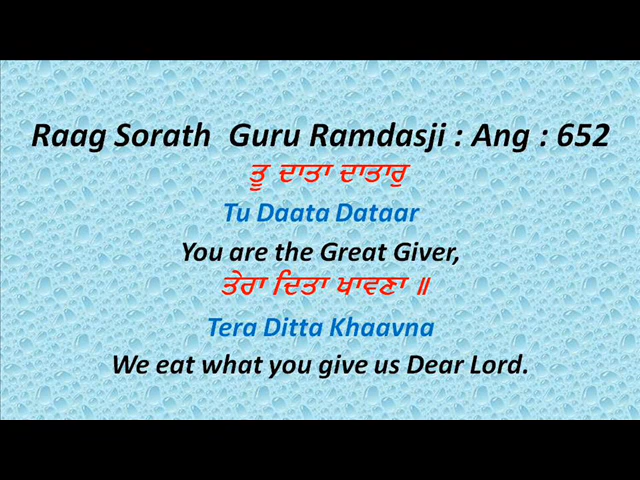 Raag Sorath Guru Ramdasji : Ang : 652
ਤੂ ਦਾਤਾ ਦਾਤਾਰੁ
Tu Daata Dataar
You are the Great Giver,
ਤੇਰਾ ਦਿਤਾ ਖਾਵਣਾ ॥
Tera Ditta Khaavna
We eat what you give us Dear Lord.